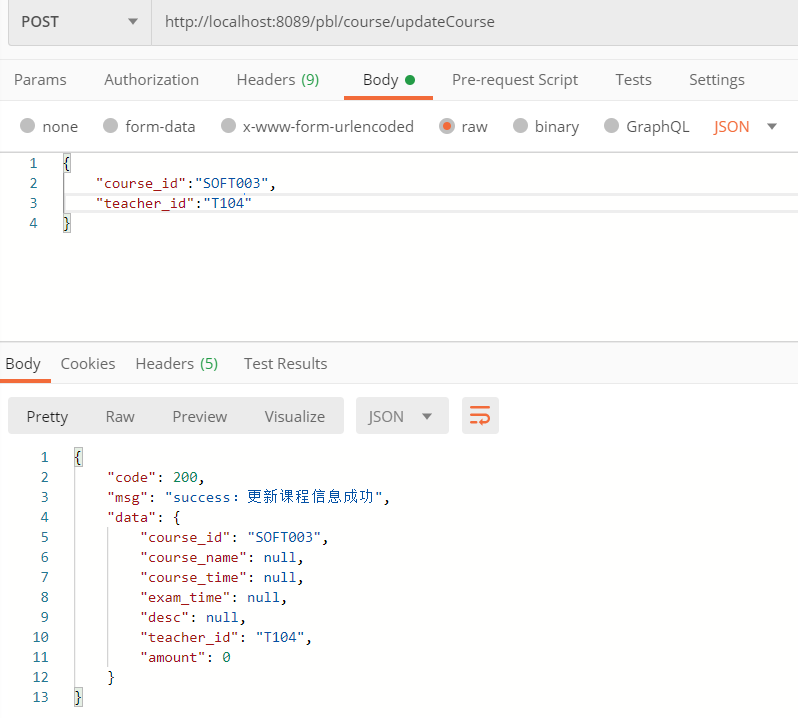 POST http://localhost:8089/pbl/course/updateCourse
Params Authorization Headers (9) Body Pre-request Script Tests Settings
none form-data x-www-form-urlencoded raw binary GraphQL JSON
1 {
2 "course_id":"SOFT003",
3 "teacher_id":"T104"
4 }
Body Cookies Headers (5) Test Results
Pretty Raw Preview Visualize JSON
1 {
2 "code": 200,
3 "msg": "success: 更新课程信息成功",
4 "data": {
5 "course_id": "SOFT003",
6 "course_name": null,
7 "course_time": null,
8 "exam_time": null,
9 "desc": null,
10 "teacher_id": "T104",
11 "amount": 0
12 }
13 }